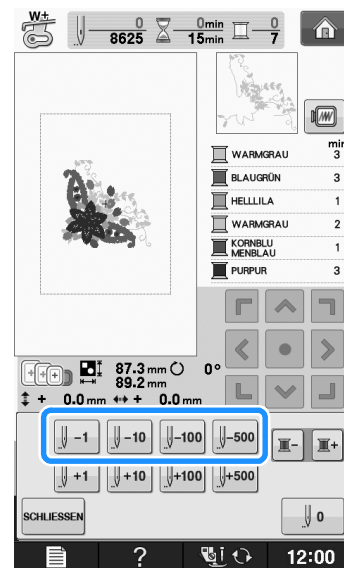 W±
0
8625
0min
15min
0
7
min
WARMGRAU 3
BLAUGRÜN 3
HELLLILA 1
WARMGRAU 2
KORNBLU
MENBLAU 1
PURPUR 3
87.3 mm 0°
89.2 mm
+ 0.0 mm + 0.0 mm
-1 -10 -100 -500
- +
+1 +10 +100 +500
SCHLIESSEN 0
? 12:00